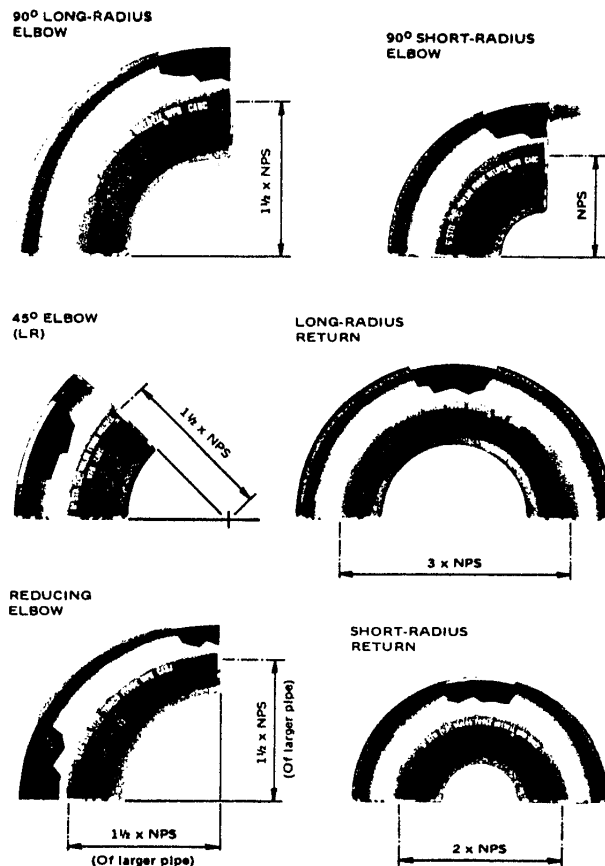 90° LONG-RADIUS
ELBOW
1½ x NPS
90° SHORT-RADIUS
ELBOW
NPS
45° ELBOW
(LR)
1½ x NPS
LONG-RADIUS
RETURN
3 x NPS
REDUCING
ELBOW
1½ x NPS
(Of larger pipe)
1½ x NPS
(Of larger pipe)
SHORT-RADIUS
RETURN
2 x NPS